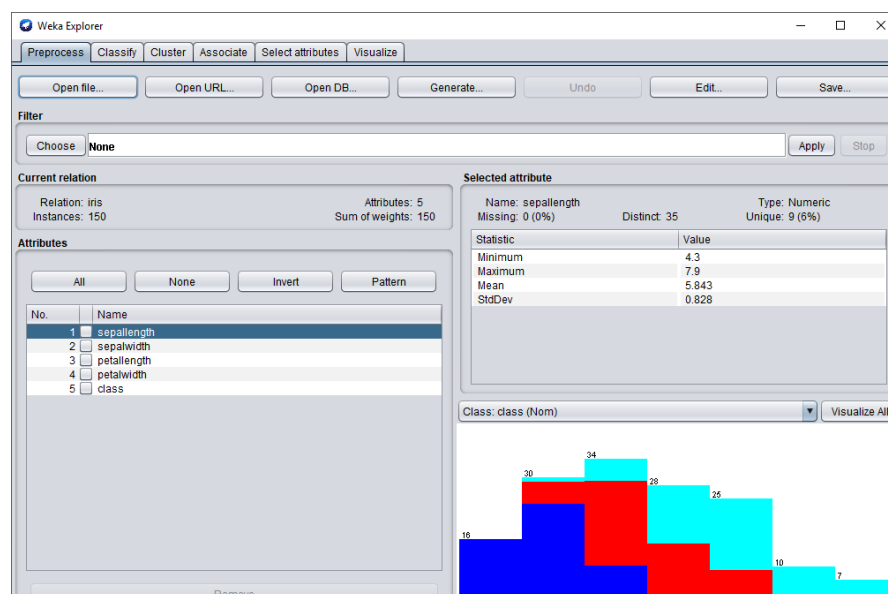 Weka Explorer
Preprocess Classify Cluster Associate Select attributes Visualize
Open file... Open URL... Open DB... Generate... Undo Edit... Save...
Filter
Choose None Apply Stop
Current relation
Relation: iris Attributes: 5
Instances: 150 Sum of weights: 150
Selected attribute
Name: sepallength Type: Numeric
Missing: 0 (0%) Distinct: 35 Unique: 9 (6%)
Statistic Value
Minimum 4.3
Maximum 7.9
Mean 5.843
StdDev 0.828
Attributes
All None Invert Pattern
No. Name
1 sepallength
2 sepalwidth
3 petallength
4 petalwidth
5 class
Remove
Class: class (Nom) Visualize All
16
30
34
28
25
10
7